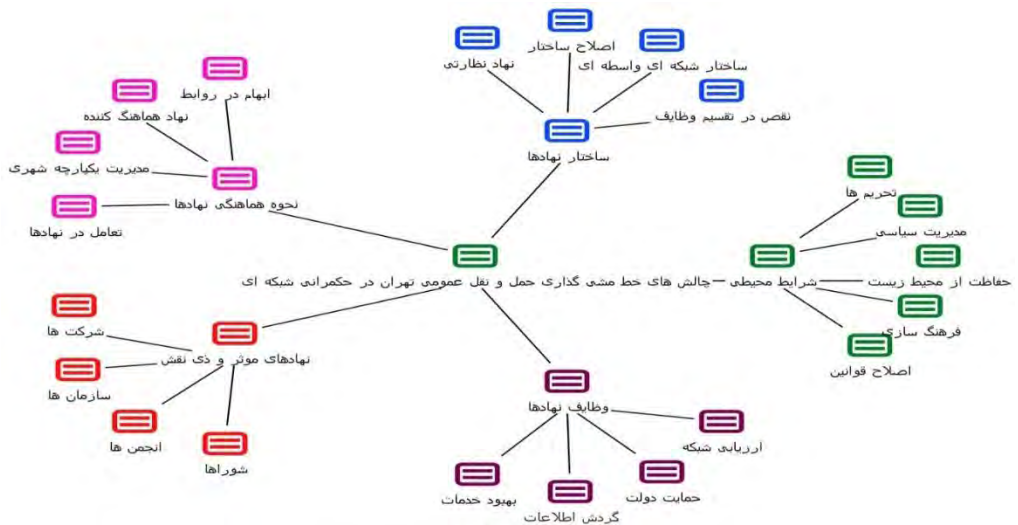 اصلاح ساختار
نهاد نظارتی
ساختار شبکه ای واسطه ای
نقص در تقسیم وظایف
ساختار نهادها
ابهام در روابط
نهاد هماهنگ کننده
مدیریت یکپارچه شهری
نحوه هماهنگی نهادها
تعامل در نهادها
تحریم ها
مدیریت سیاسی
حفاظت از محیط زیست
شرایط محیطی
فرهنگ سازی
اصلاح قوانین
چالش های خط مشی گذاری حمل و نقل عمومی تهران در حکمرانی شبکه ای
شرکت ها
نهادهای موثر و ذی نقش
سازمان ها
انجمن ها
شوراها
وظایف نهادها
ارزیابی شبکه
حمایت دولت
گردش اطلاعات
بهبود خدمات